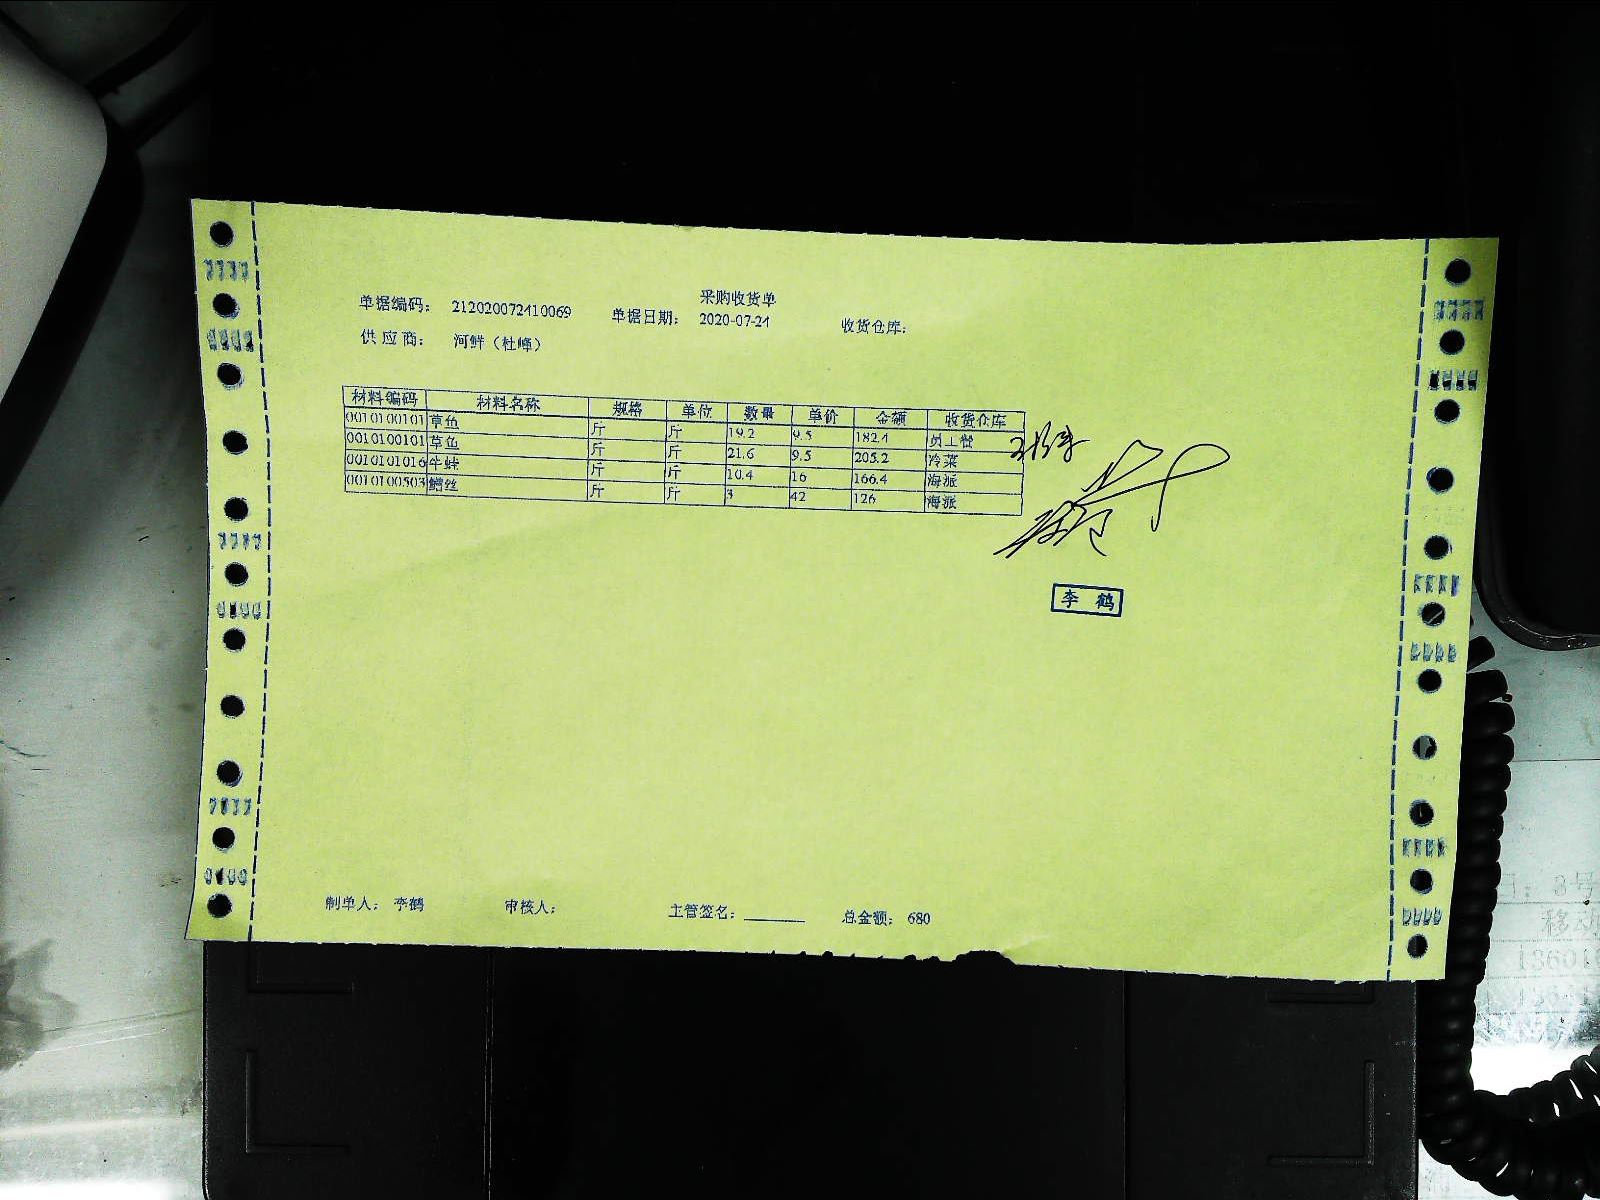 采购收货单
单据编码： 212020072410069 单据日期： 2020-07-24 收货仓库：
供应商： 河鲜（杜峰）
材料编码 材料名称 规格 单位 数量 单价 金额 收货仓库
0010100101 草鱼 斤 斤 19.2 9.5 182.4 员工餐
0010100101 草鱼 斤 斤 21.6 9.5 205.2 冷菜
0010101016 牛蛙 斤 斤 10.4 16 166.4 海派
0010100503 鳝丝 斤 斤 3 42 126 海派
李鹤
制单人： 李鹤 审核人： 主管签名：________ 总金额： 680